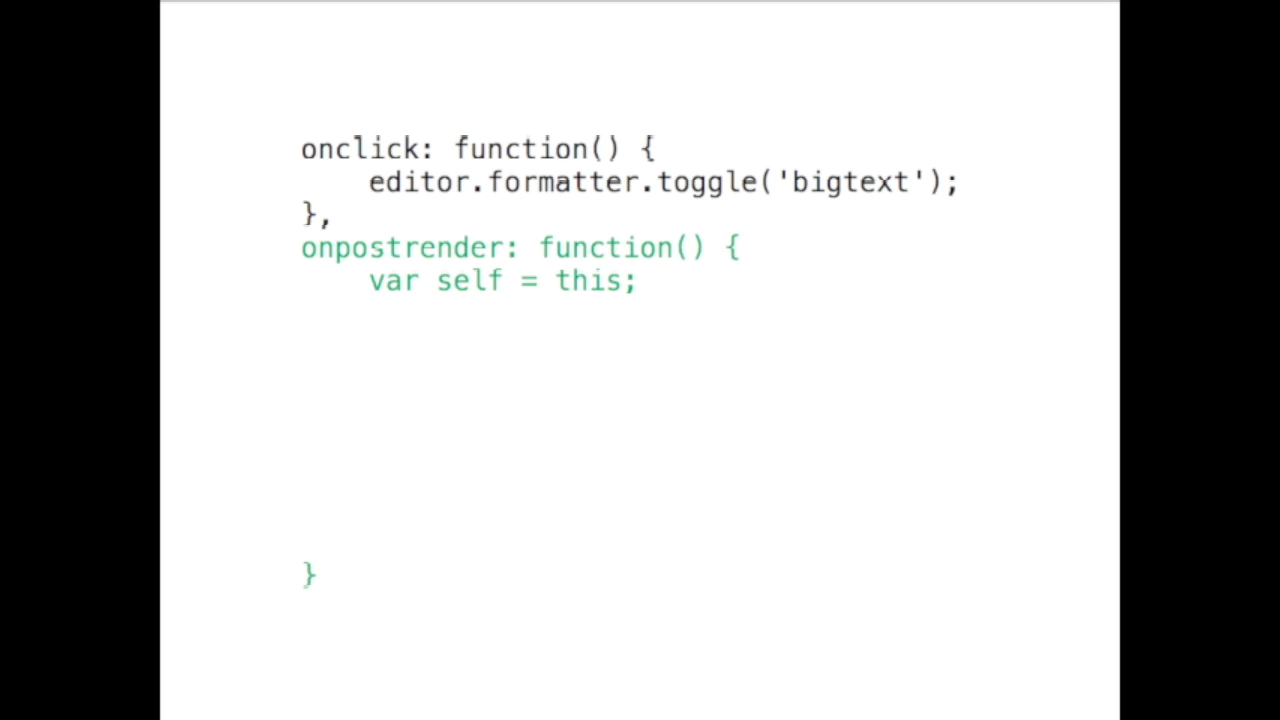 onclick: function() {
    editor.formatter.toggle('bigtext');
},
onpostrender: function() {
    var self = this;
}